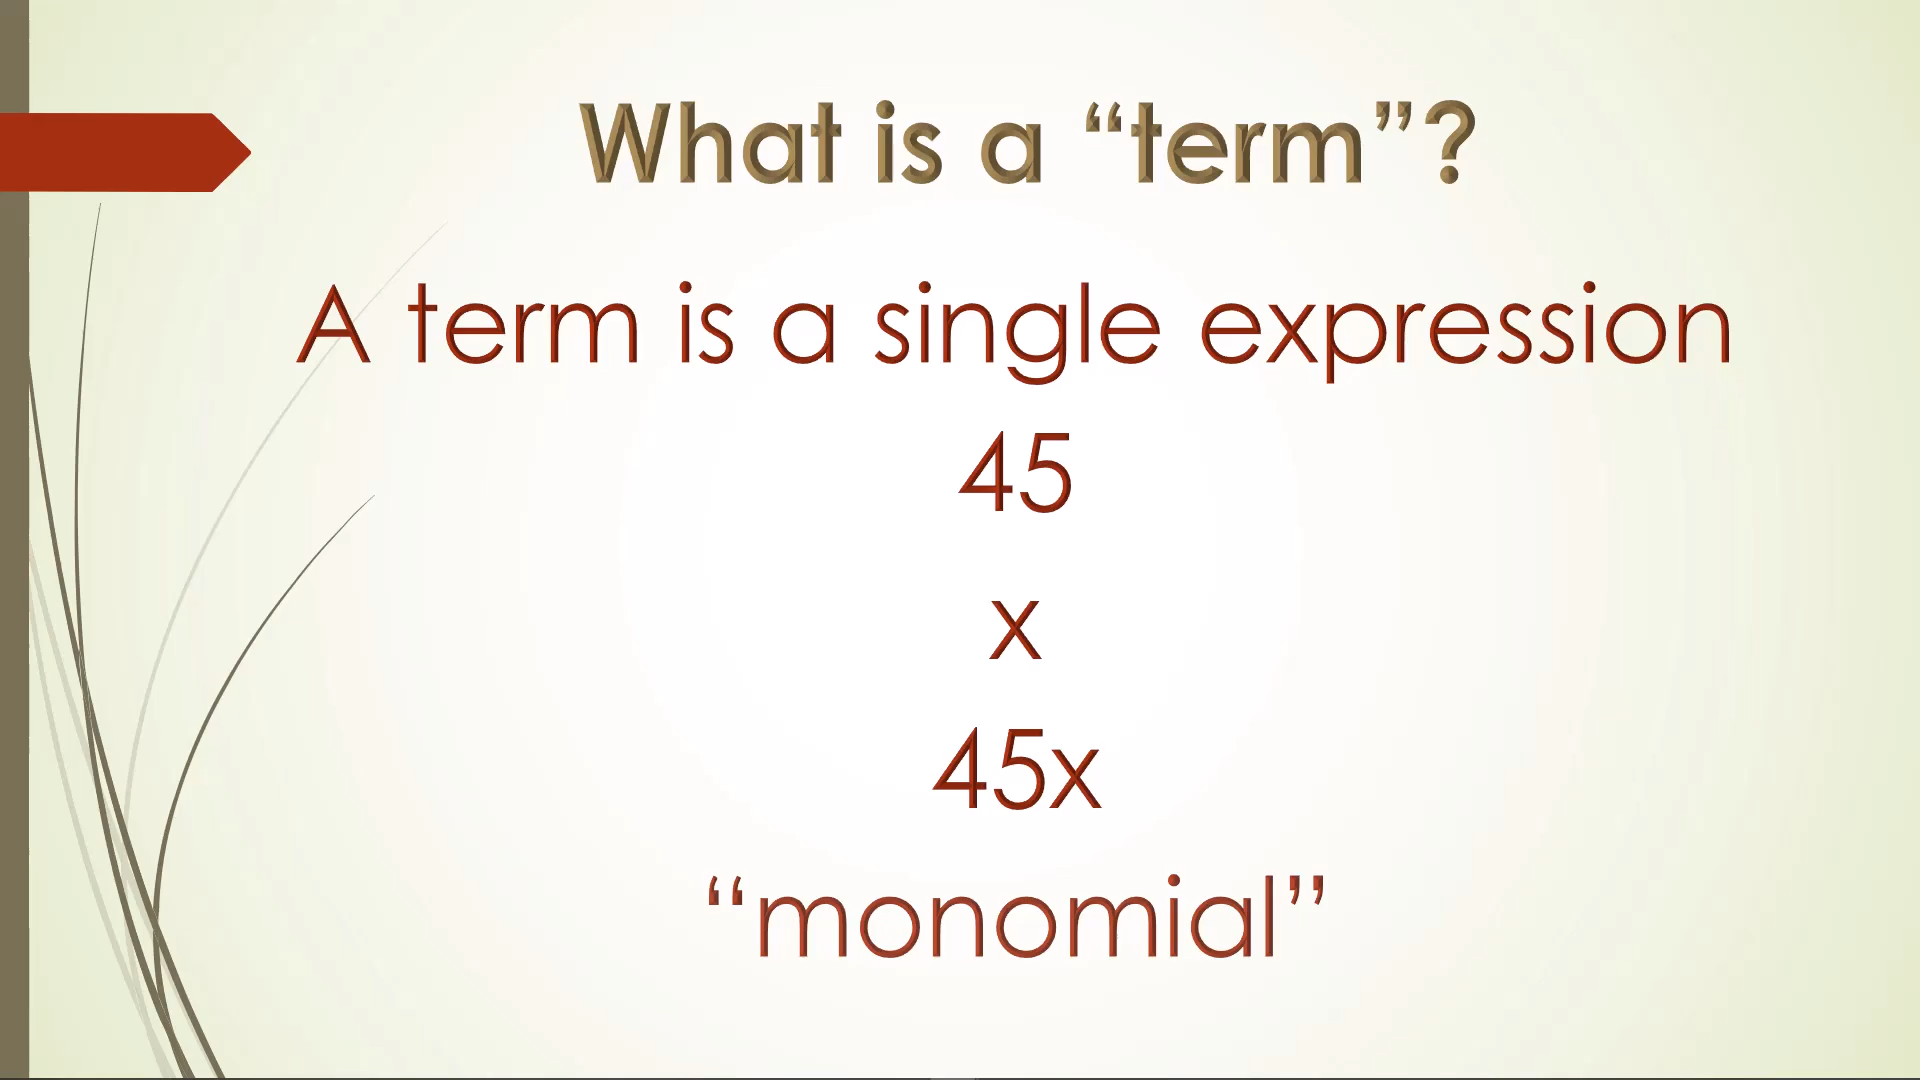 What is a “term”?
A term is a single expression
45
x
45x
“monomial”